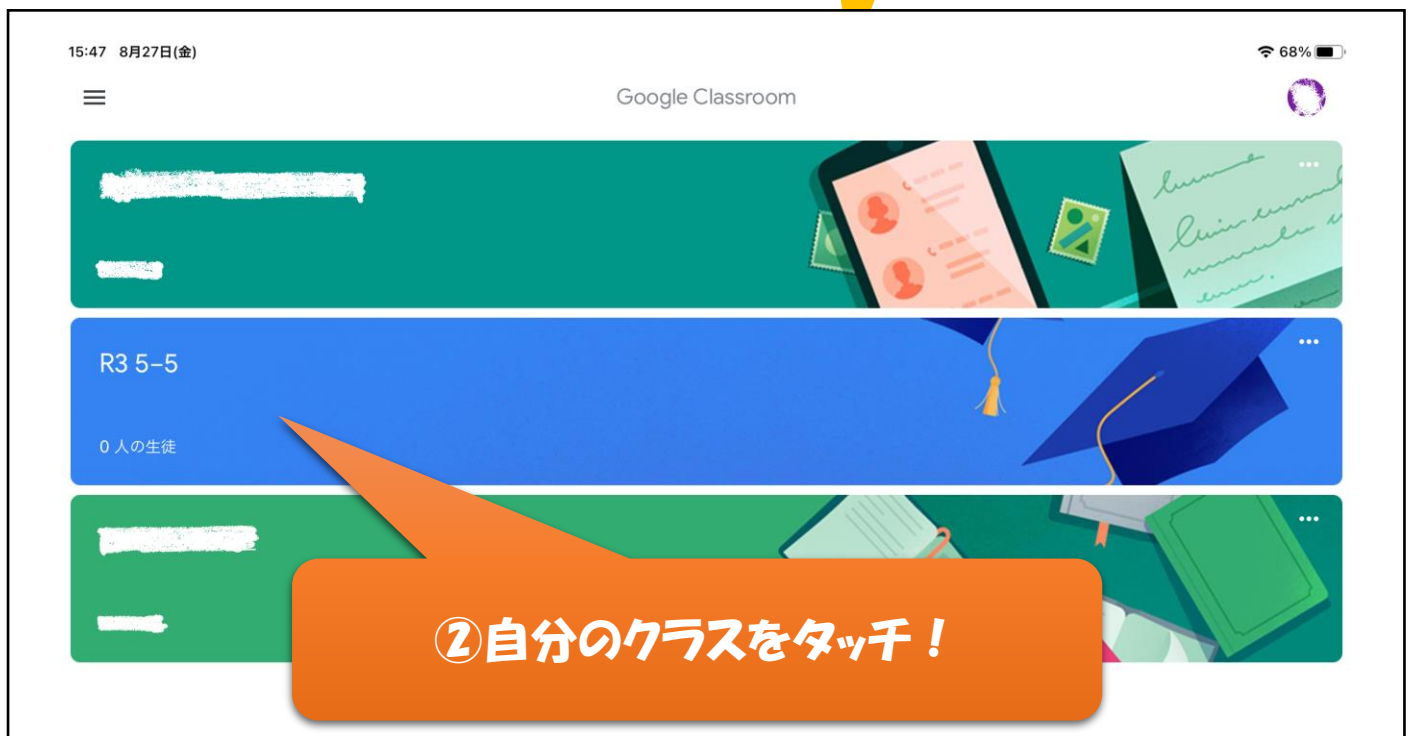 15:47 8月27日(金)
68%
Google Classroom
R3 5-5
0 人の生徒
②自分のクラスをタッチ!